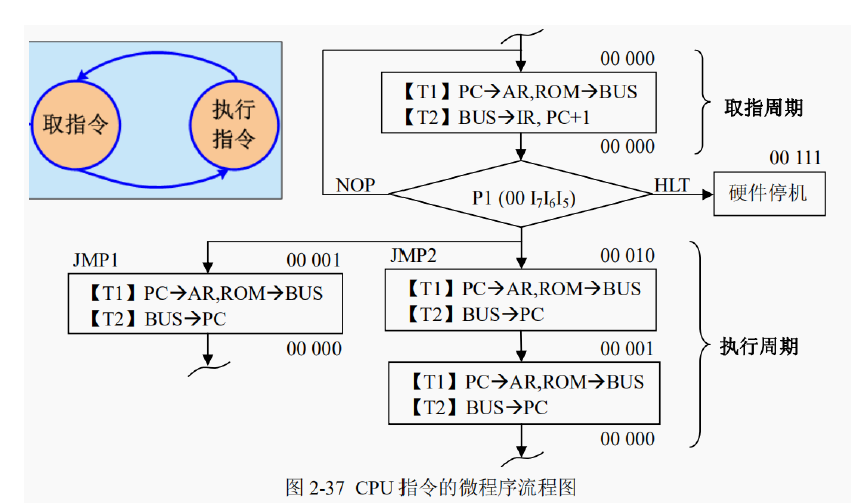 取指令
执行
指令
00 000
【T1】PC→AR,ROM→BUS
【T2】BUS→IR, PC+1
00 000
取指周期
NOP
P1 (00 I₇I₆I₅)
HLT
00 111
硬件停机
JMP1
00 001
【T1】PC→AR,ROM→BUS
【T2】BUS→PC
00 000
JMP2
00 010
【T1】PC→AR,ROM→BUS
【T2】BUS→PC
00 001
【T1】PC→AR,ROM→BUS
【T2】BUS→PC
00 000
执行周期
图 2-37 CPU 指令的微程序流程图